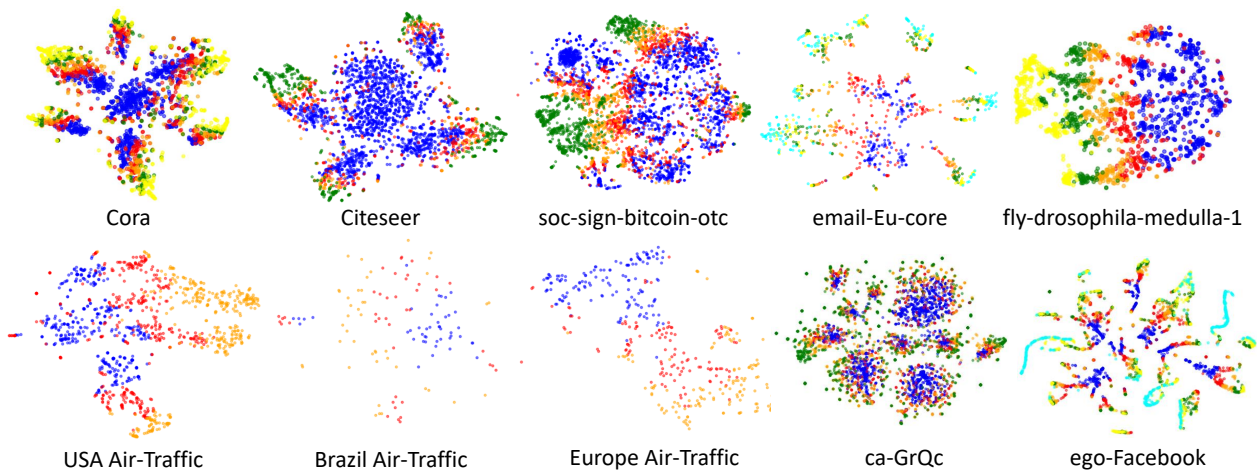 Cora
Citeseer
soc-sign-bitcoin-otc
email-Eu-core
fly-drosophila-medulla-1
USA Air-Traffic
Brazil Air-Traffic
Europe Air-Traffic
ca-GrQc
ego-Facebook